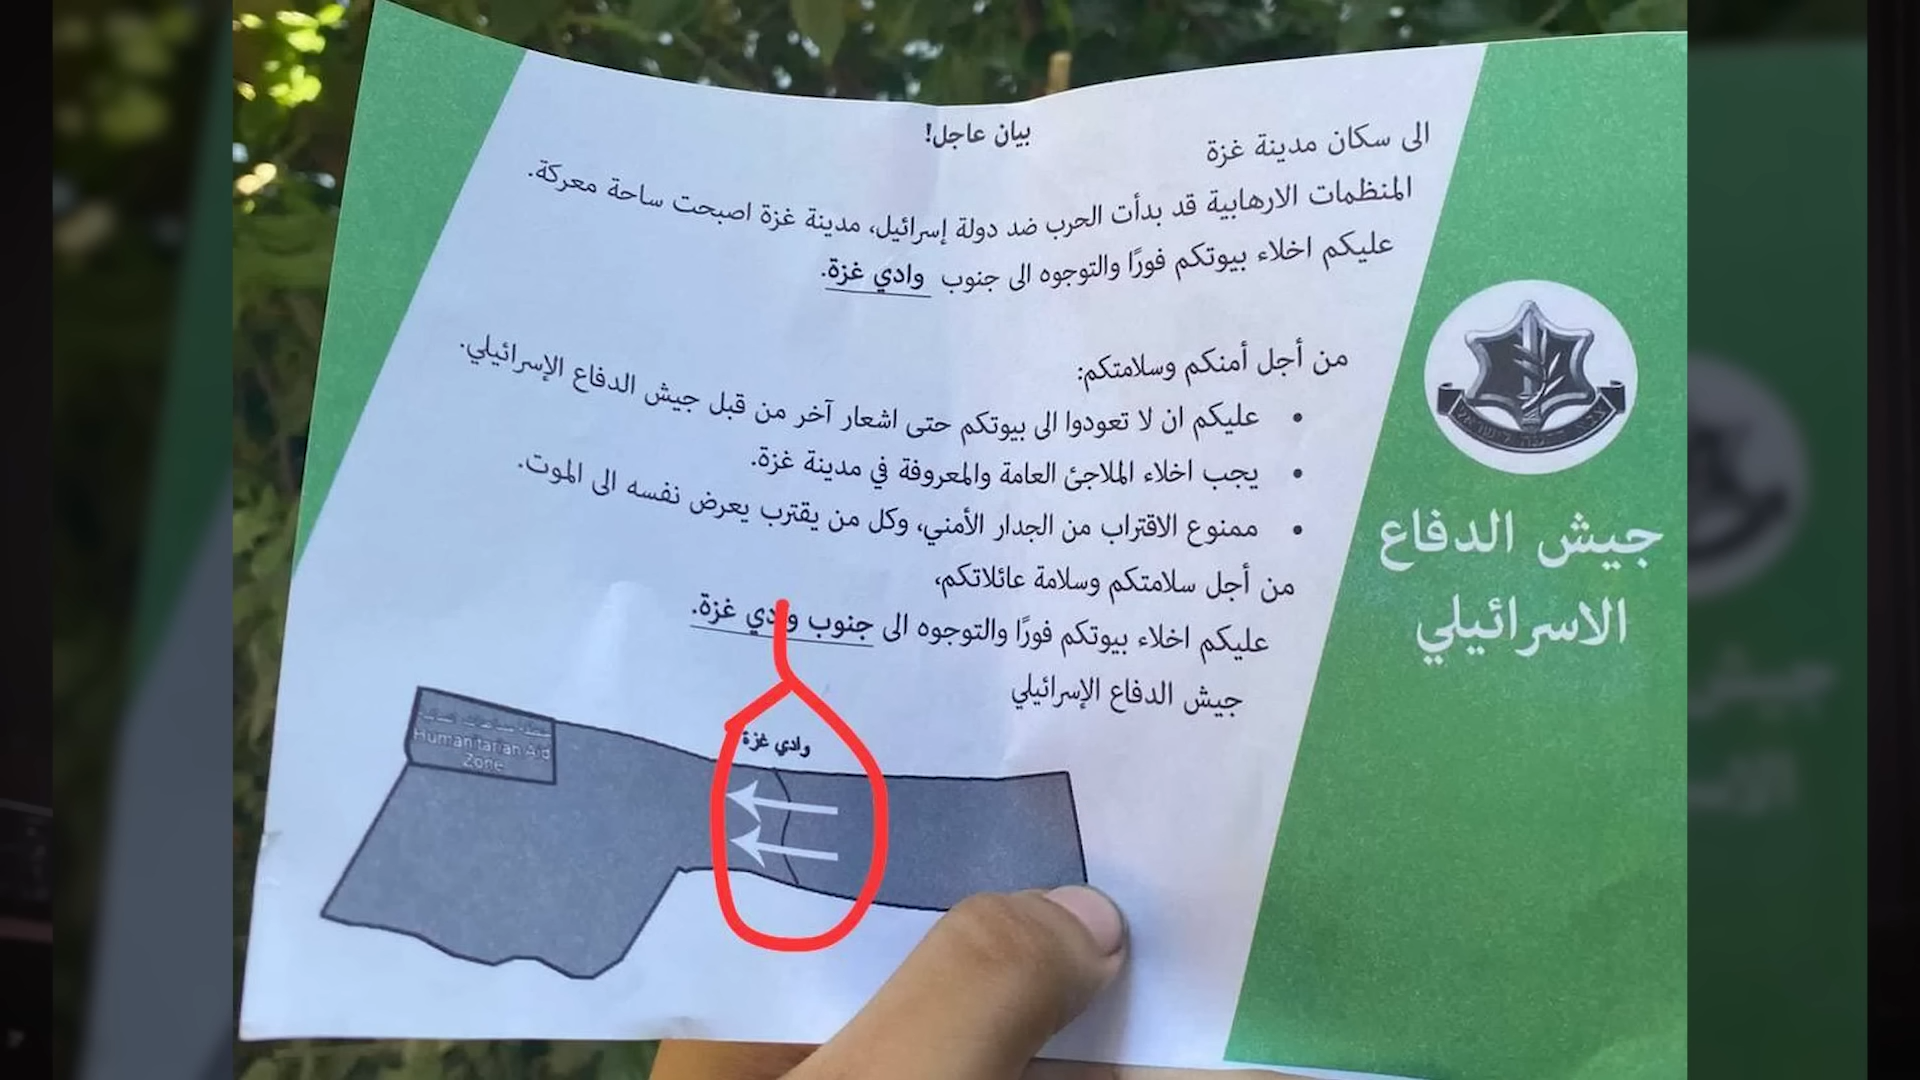 بيان عاجل!
الى سكان مدينة غزة
المنظمات الارهابية قد بدأت الحرب ضد دولة إسرائيل، مدينة غزة اصبحت ساحة معركة.
عليكم اخلاء بيوتكم فورًا والتوجوه الى جنوب وادي غزة.
من أجل أمنكم وسلامتكم:
• عليكم ان لا تعودوا الى بيوتكم حتى اشعار آخر من قبل جيش الدفاع الإسرائيلي.
• يجب اخلاء الملاجئ العامة والمعروفة في مدينة غزة.
• ممنوع الاقتراب من الجدار الأمني، وكل من يقترب يعرض نفسه الى الموت.
من أجل سلامتكم وسلامة عائلاتكم،
عليكم اخلاء بيوتكم فورًا والتوجوه الى جنوب وادي غزة.
جيش الدفاع الإسرائيلي
وادي غزة
Humanitarian Aid
Zone
جيش الدفاع
الاسرائيلي